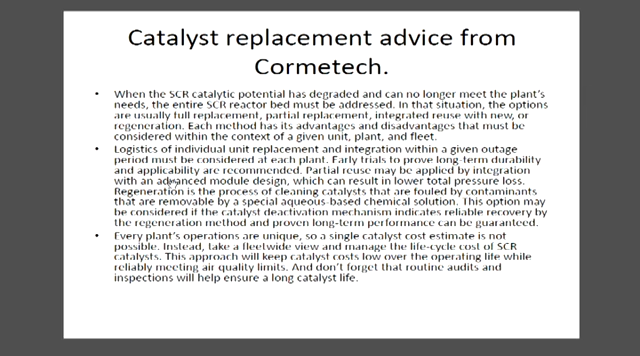 Catalyst replacement advice from
Cormetech.
• When the SCR catalytic potential has degraded and can no longer meet the plant's
needs, the entire SCR reactor bed must be addressed. In that situation, the options
are usually full replacement, partial replacement, integrated reuse with new, or
regeneration. Each method has its advantages and disadvantages that must be
considered within the context of a given unit, plant, and fleet.
• Logistics of individual unit replacement and integration within a given outage
period must be considered at each plant. Early trials to prove long-term durability
and applicability are recommended. Partial reuse may be applied by integration
with an advanced module design, which can result in lower total pressure loss.
Regeneration is the process of cleaning catalysts that are fouled by contaminants
that are removable by a special aqueous-based chemical solution. This option may
be considered if the catalyst deactivation mechanism indicates reliable recovery by
the regeneration method and proven long-term performance can be guaranteed.
• Every plant's operations are unique, so a single catalyst cost estimate is not
possible. Instead, take a fleetwide view and manage the life-cycle cost of SCR
catalysts. This approach will keep catalyst costs low over the operating life while
reliably meeting air quality limits. And don't forget that routine audits and
inspections will help ensure a long catalyst life.